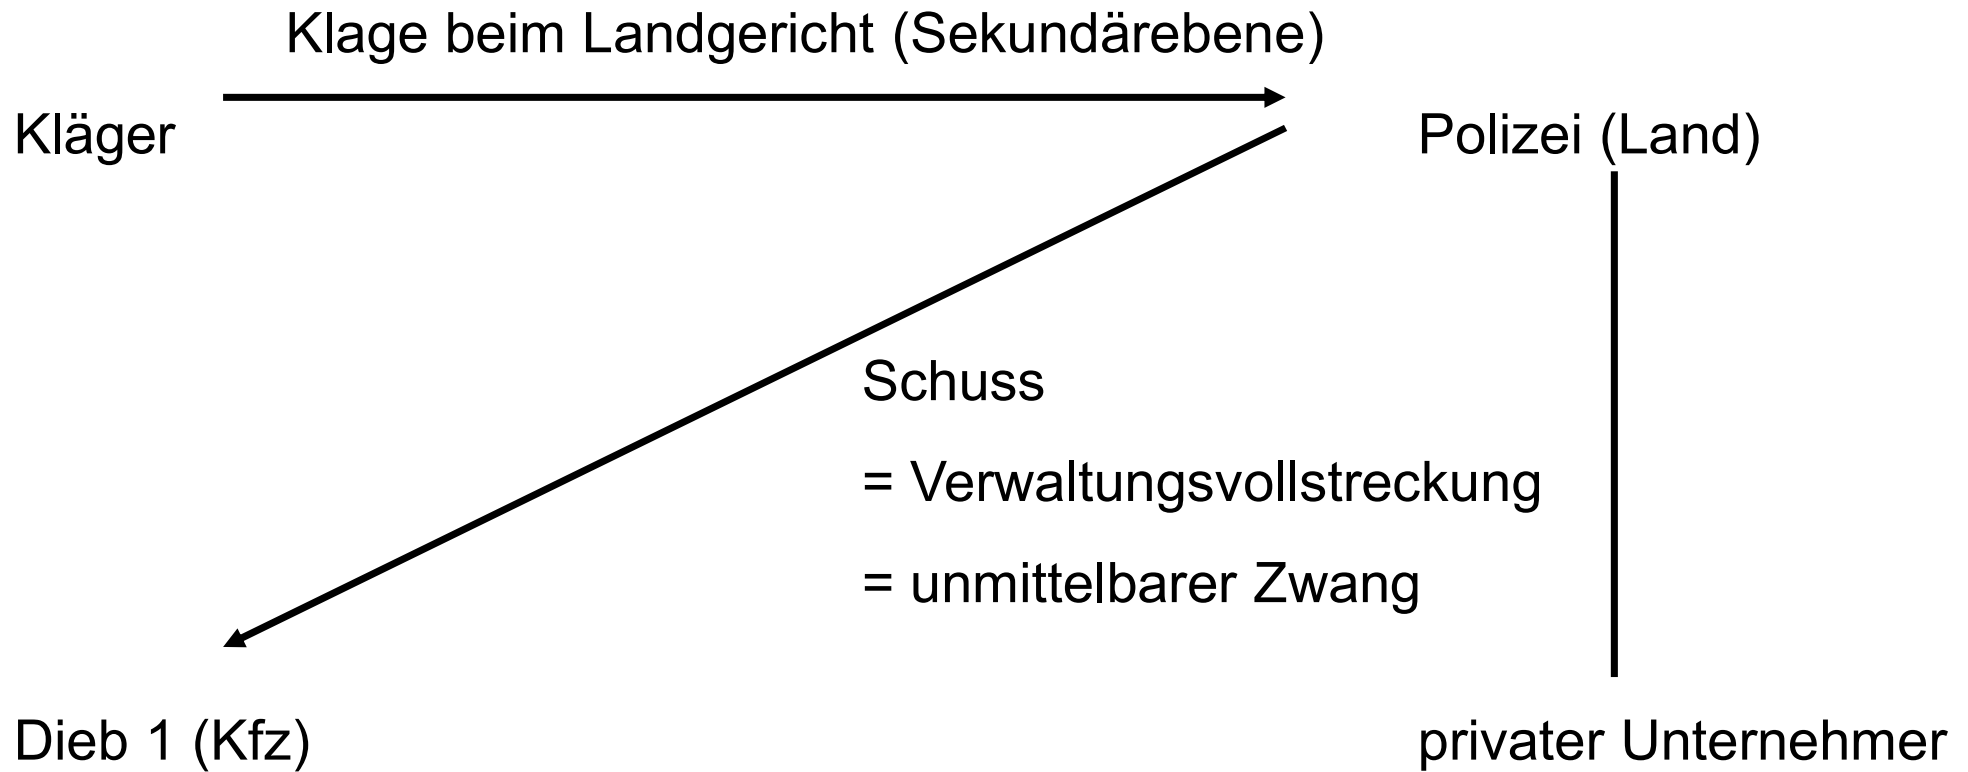 Klage beim Landgericht (Sekundärebene)
Kläger
Polizei (Land)
Schuss
= Verwaltungsvollstreckung
= unmittelbarer Zwang
Dieb 1 (Kfz)
privater Unternehmer